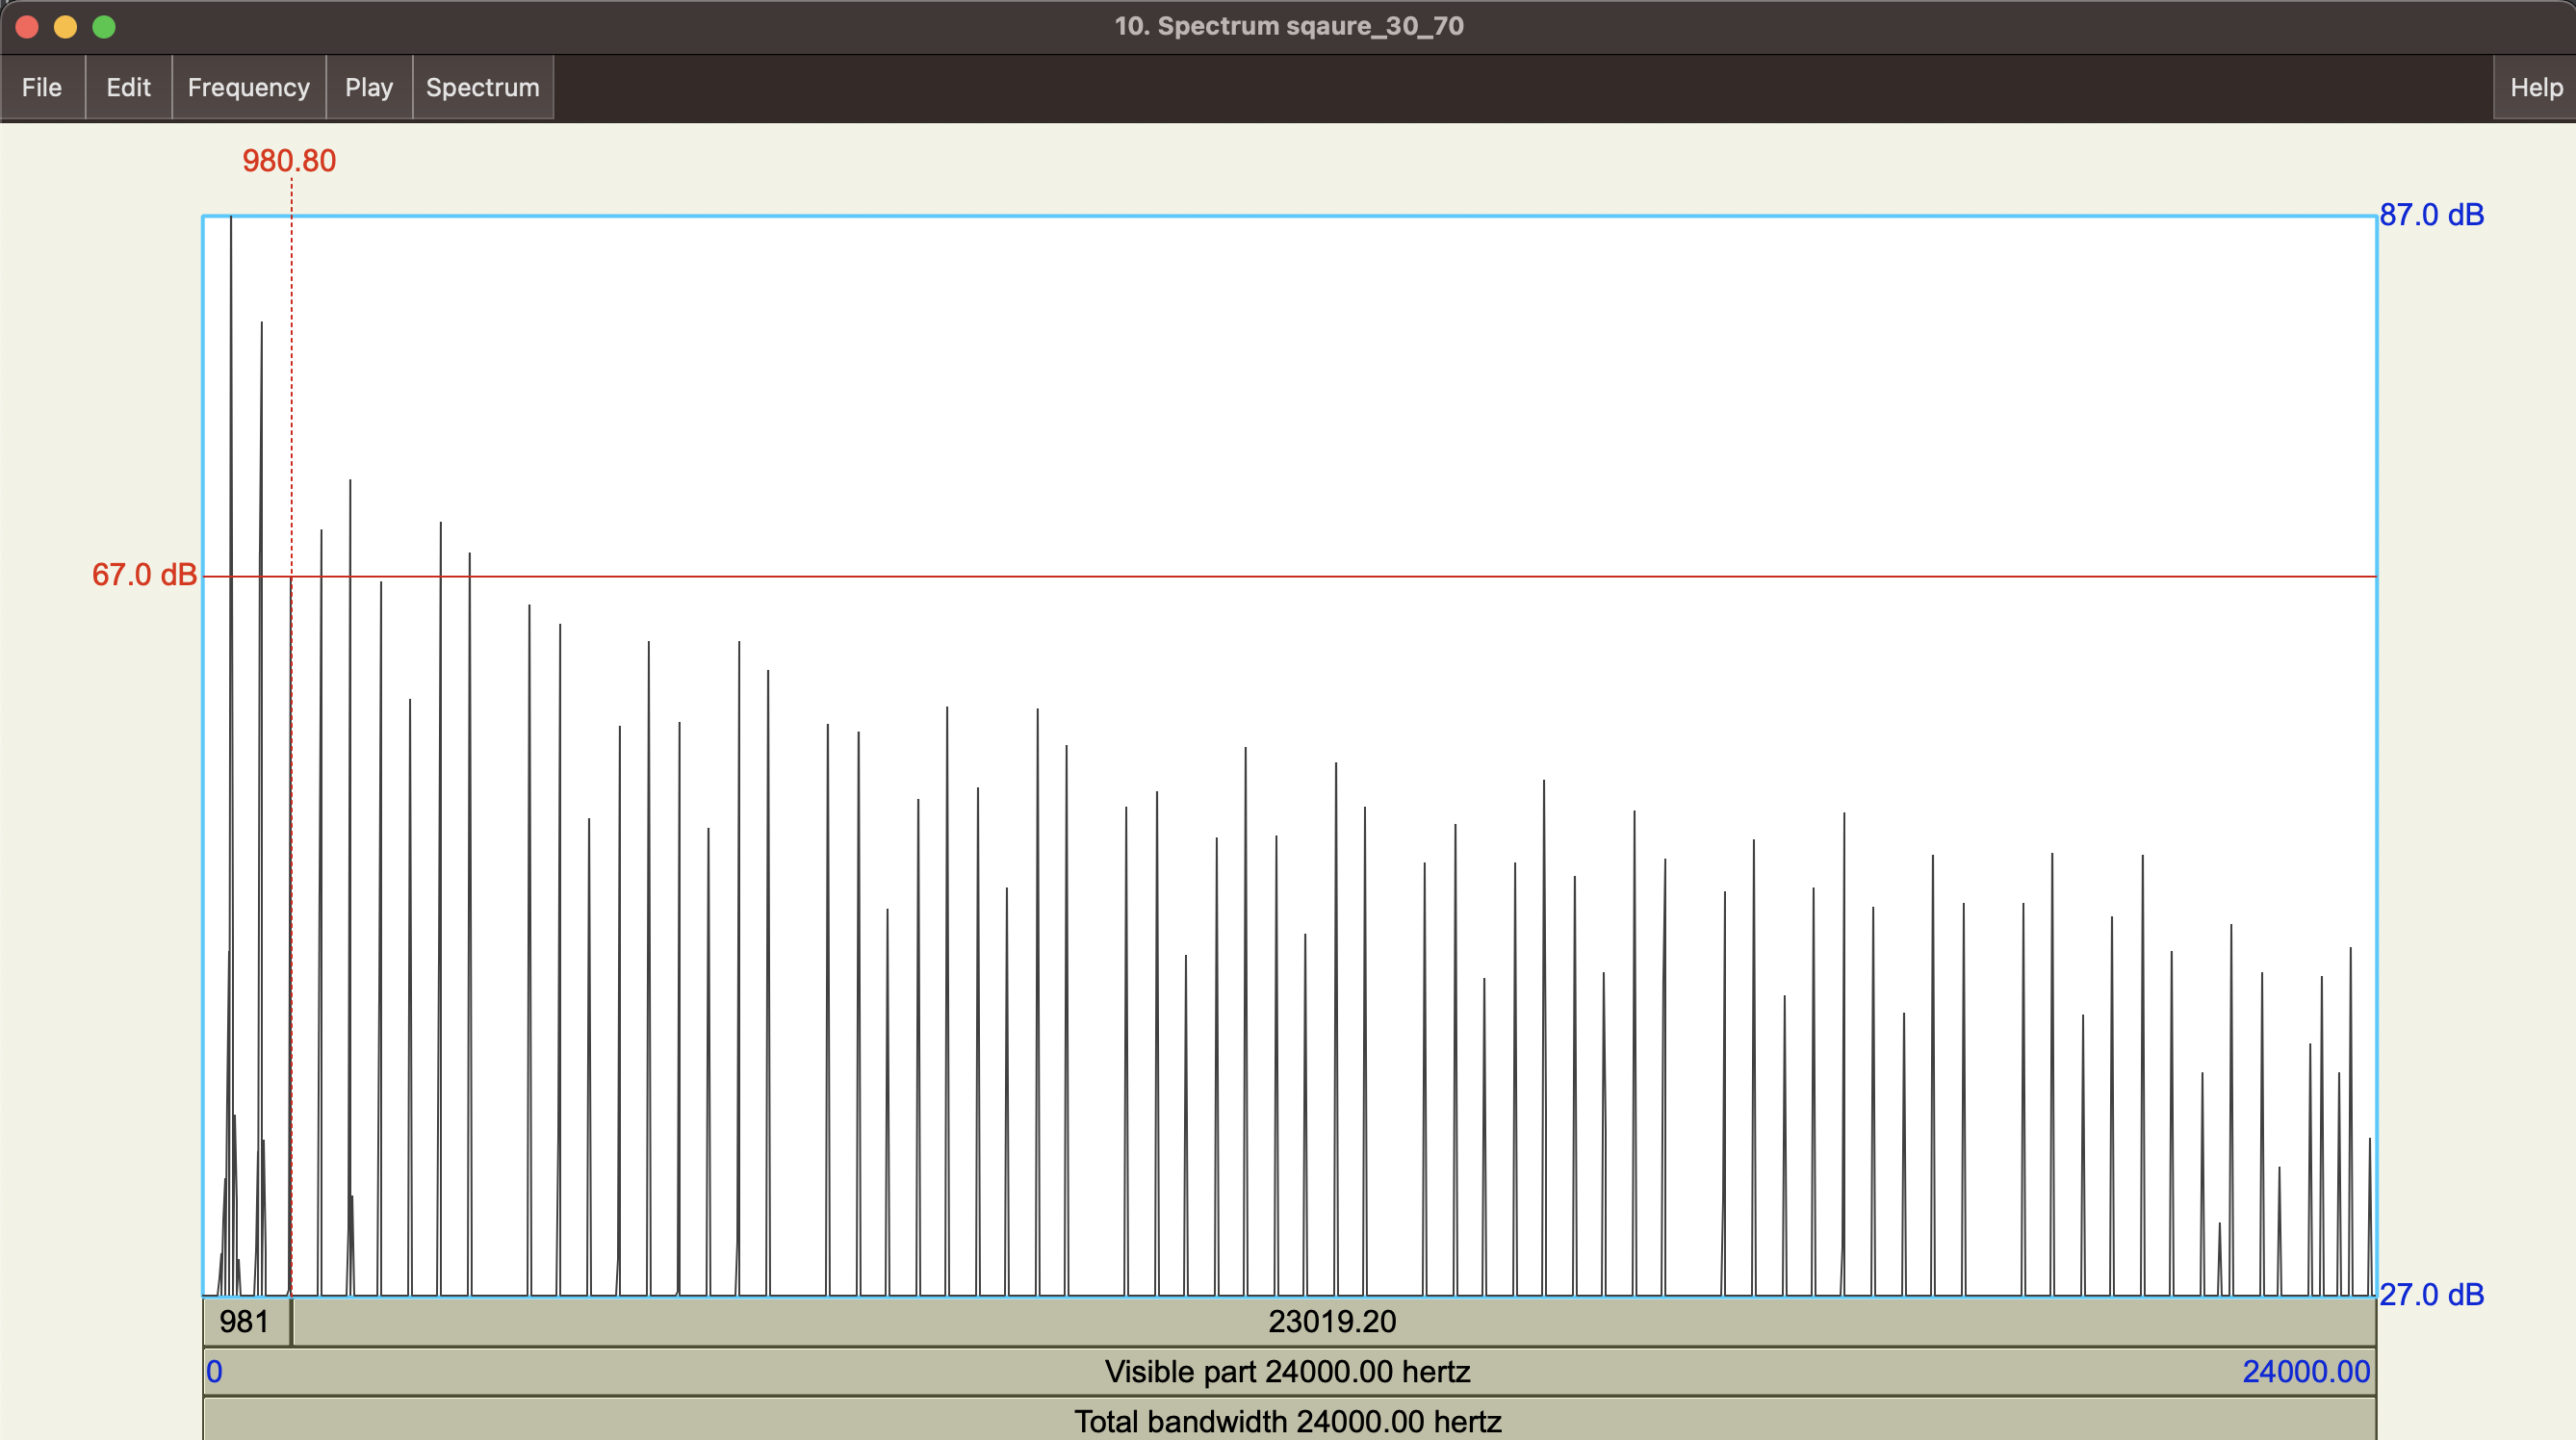 10. Spectrum sqaure_30_70
File Edit Frequency Play Spectrum Help
980.80
87.0 dB
67.0 dB
27.0 dB
981 23019.20
0 Visible part 24000.00 hertz 24000.00
Total bandwidth 24000.00 hertz